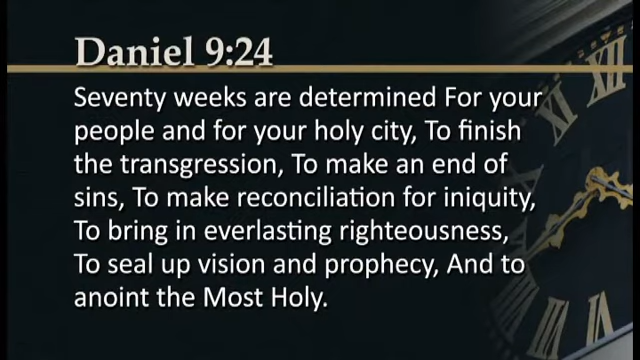 Daniel 9:24
Seventy weeks are determined For your
people and for your holy city, To finish
the transgression, To make an end of
sins, To make reconciliation for iniquity,
To bring in everlasting righteousness,
To seal up vision and prophecy, And to
anoint the Most Holy.